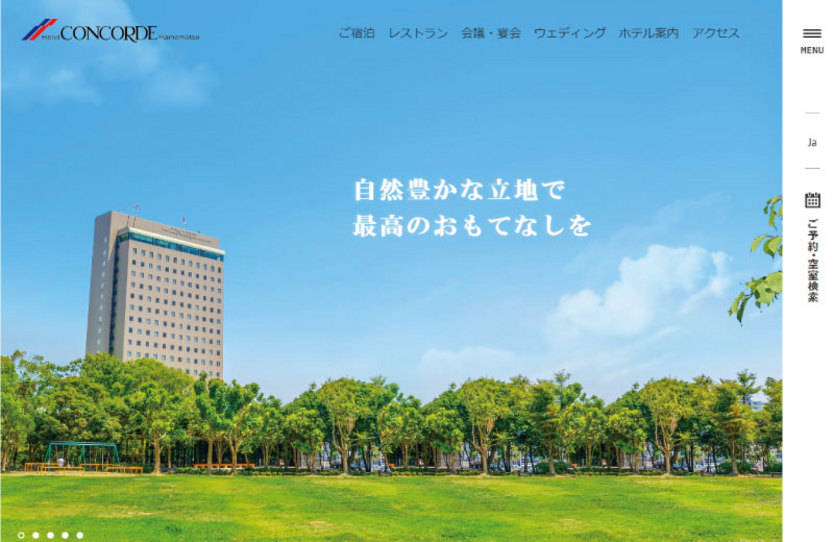 Hotel CONCORDE Hamamatsu
ご宿泊 レストラン 会議・宴会 ウェディング ホテル案内 アクセス
MENU
Ja
自然豊かな立地で
最高のおもてなしを
ご予約・空室検索